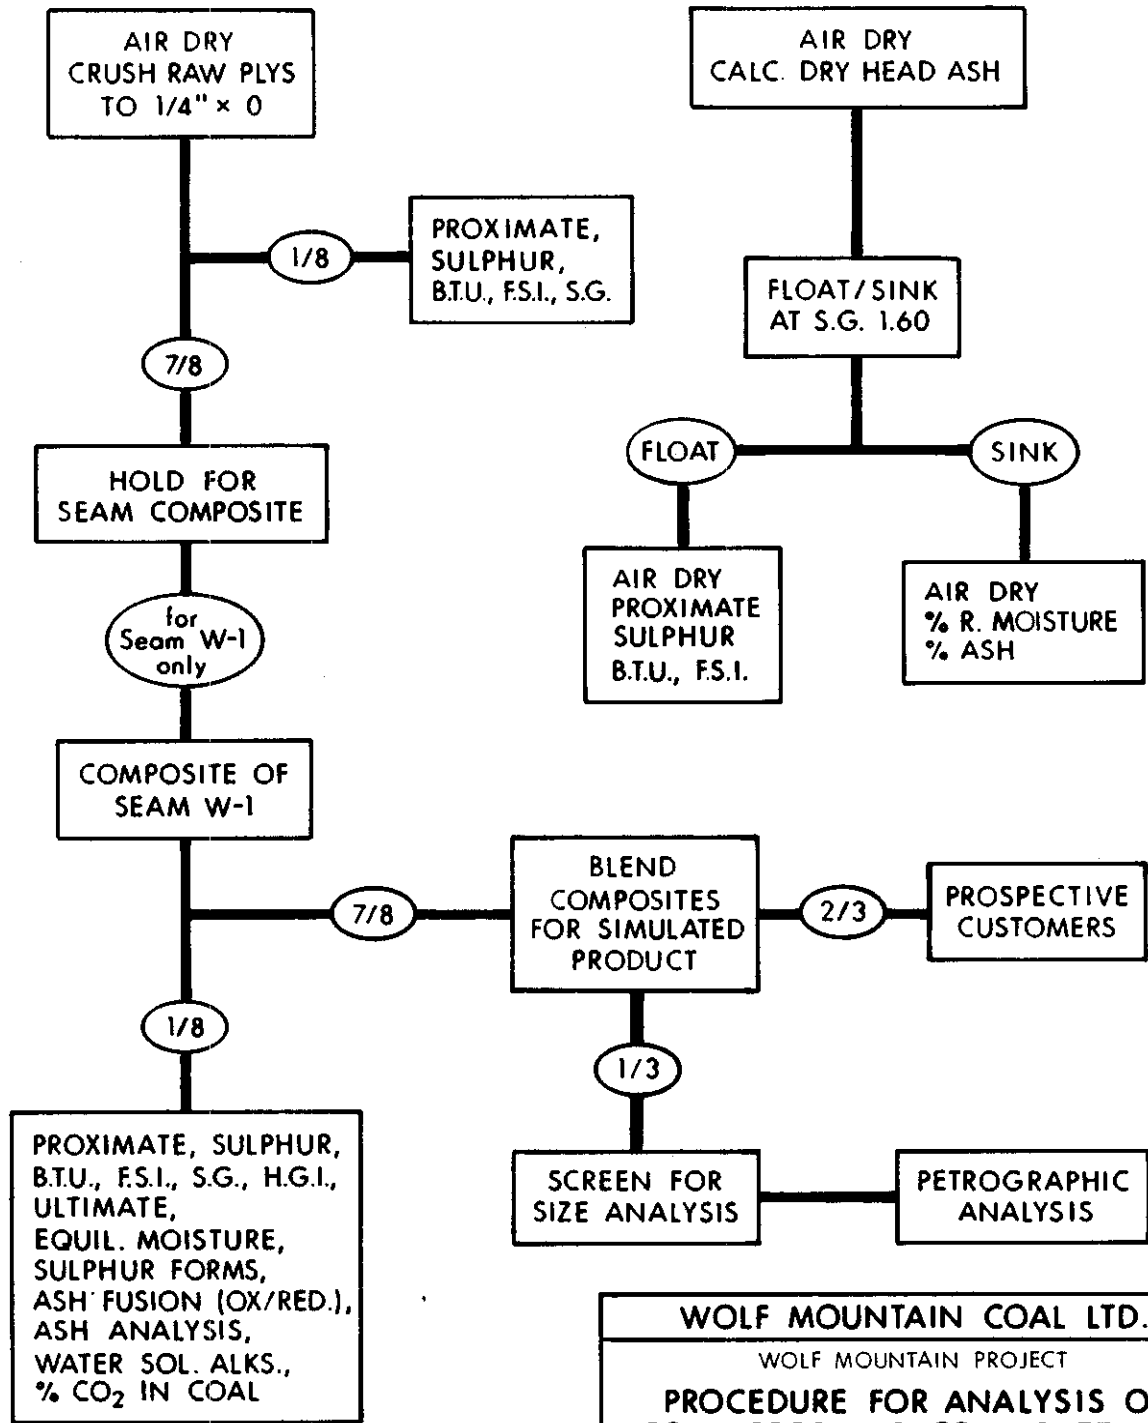 AIR DRY
CRUSH RAW PLYS
TO 1/4" × 0
AIR DRY
CALC. DRY HEAD ASH
1/8
PROXIMATE,
SULPHUR,
B.T.U., F.S.I., S.G.
FLOAT/SINK
AT S.G. 1.60
7/8
FLOAT
SINK
HOLD FOR
SEAM COMPOSITE
AIR DRY
PROXIMATE
SULPHUR
B.T.U., F.S.I.
AIR DRY
% R. MOISTURE
% ASH
for
Seam W-1
only
COMPOSITE OF
SEAM W-1
7/8
BLEND
COMPOSITES
FOR SIMULATED
PRODUCT
2/3
PROSPECTIVE
CUSTOMERS
1/8
1/3
PROXIMATE, SULPHUR,
B.T.U., F.S.I., S.G., H.G.I.,
ULTIMATE,
EQUIL. MOISTURE,
SULPHUR FORMS,
ASH FUSION (OX/RED.),
ASH ANALYSIS,
WATER SOL. ALKS.,
% CO₂ IN COAL
SCREEN FOR
SIZE ANALYSIS
PETROGRAPHIC
ANALYSIS
WOLF MOUNTAIN COAL LTD.
WOLF MOUNTAIN PROJECT
PROCEDURE FOR ANALYSIS O